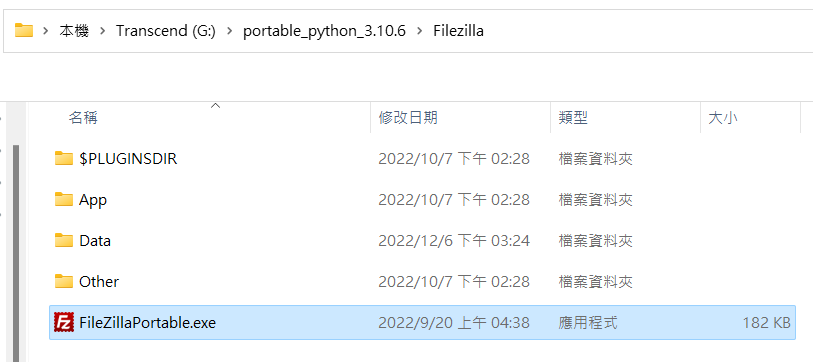 本機 > Transcend (G:) > portable_python_3.10.6 > Filezilla
名稱 修改日期 類型 大小
$PLUGINSDIR 2022/10/7 下午 02:28 檔案資料夾
App 2022/10/7 下午 02:28 檔案資料夾
Data 2022/12/6 下午 03:24 檔案資料夾
Other 2022/10/7 下午 02:28 檔案資料夾
FileZillaPortable.exe 2022/9/20 上午 04:38 應用程式 182 KB